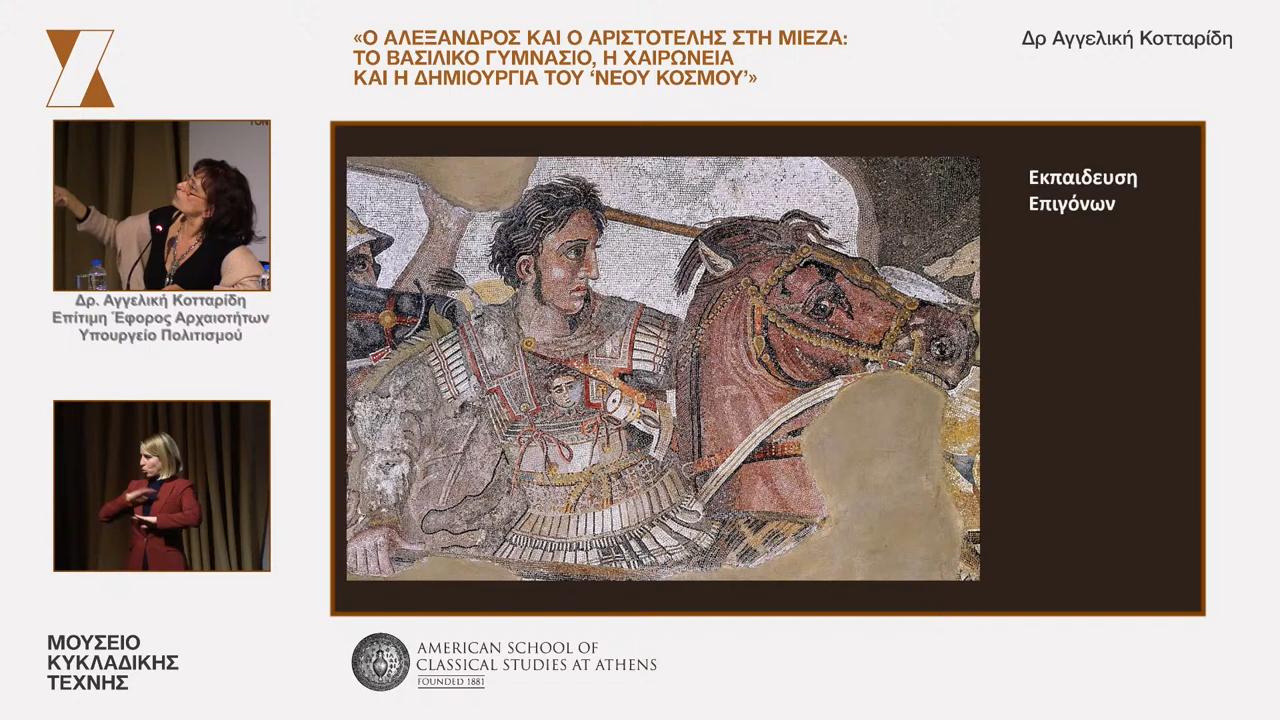 «Ο ΑΛΕΞΑΝΔΡΟΣ ΚΑΙ Ο ΑΡΙΣΤΟΤΕΛΗΣ ΣΤΗ ΜΙΕΖΑ:
ΤΟ ΒΑΣΙΛΙΚΟ ΓΥΜΝΑΣΙΟ, Η ΧΑΙΡΩΝΕΙΑ
ΚΑΙ Η ΔΗΜΙΟΥΡΓΙΑ ΤΟΥ ‘ΝΕΟΥ ΚΟΣΜΟΥ’»
Δρ Αγγελική Κοτταρίδη
Δρ. Αγγελική Κοτταρίδη
Επίτιμη Έφορος Αρχαιοτήτων
Υπουργείο Πολιτισμού
Εκπαιδευση
Επιγόνων
ΜΟΥΣΕΙΟ
ΚΥΚΛΑΔΙΚΗΣ
ΤΕΧΝΗΣ
AMERICAN SCHOOL OF
CLASSICAL STUDIES AT ATHENS
FOUNDED 1881